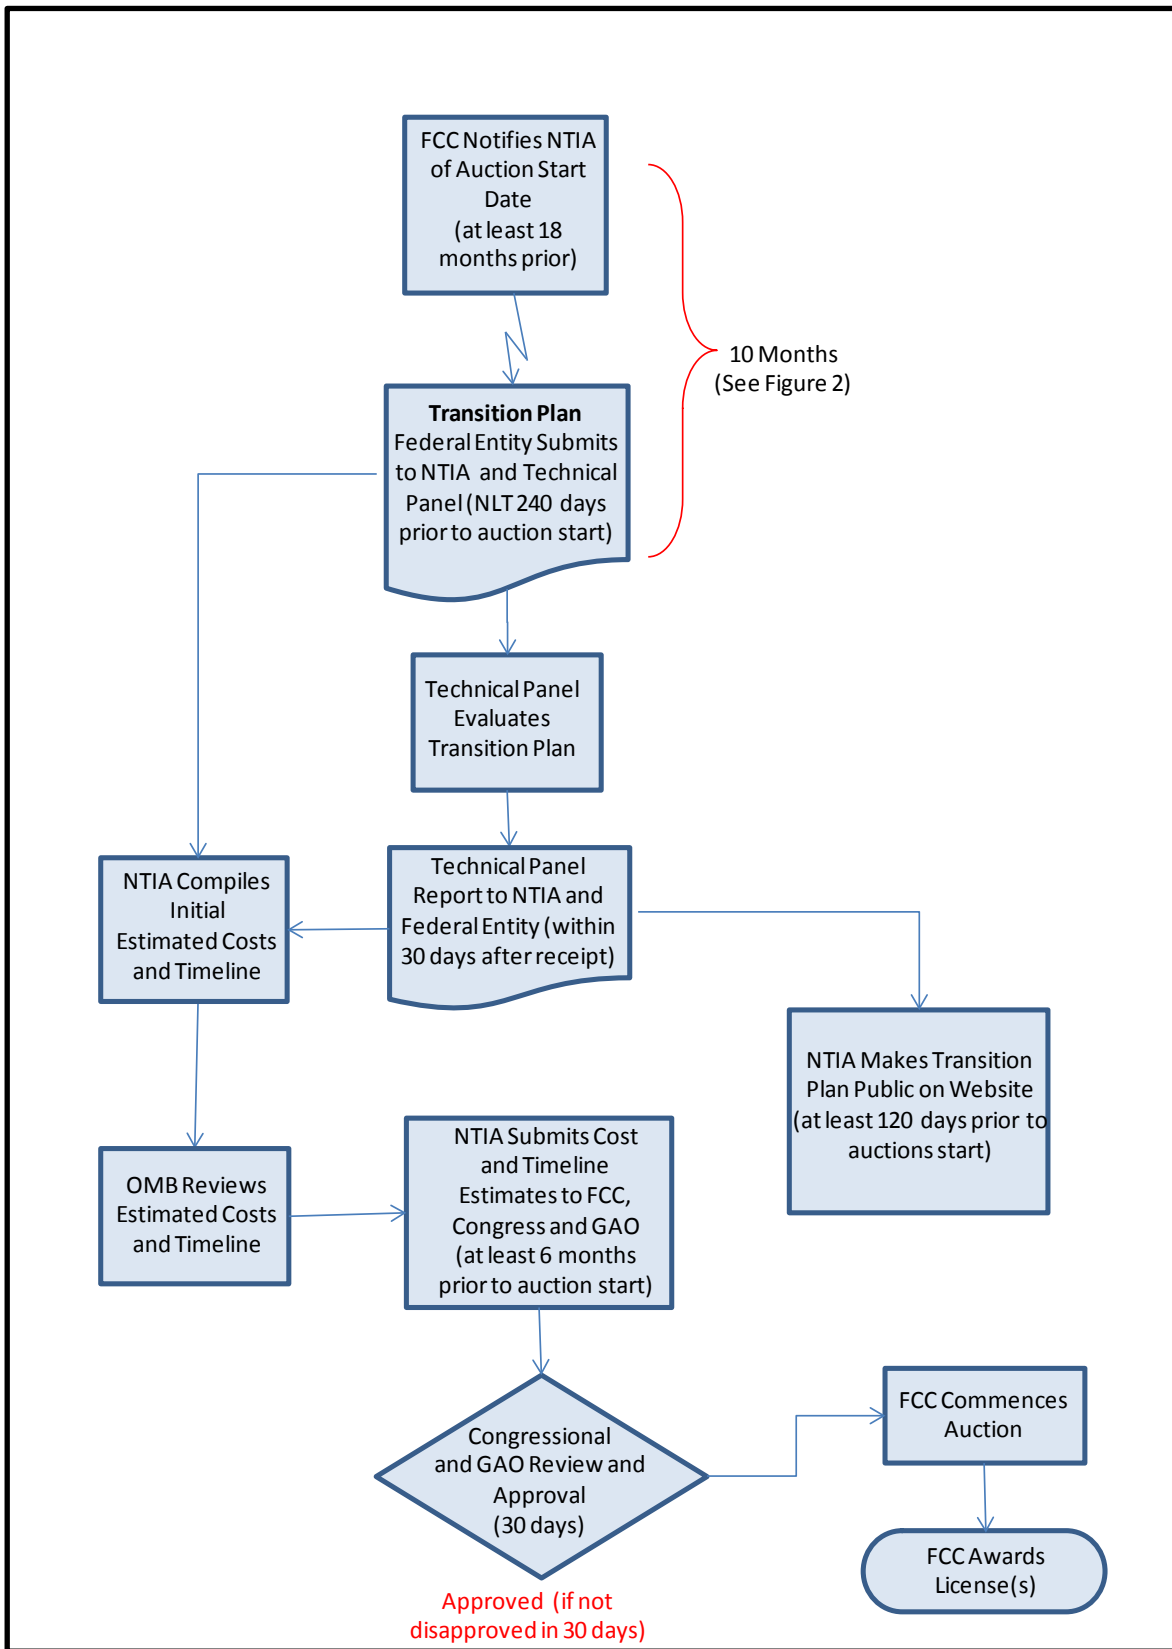 FCC Notifies NTIA
of Auction Start
Date
(at least 18
months prior)
10 Months
(See Figure 2)
Transition Plan
Federal Entity Submits
to NTIA and Technical
Panel (NLT 240 days
prior to auction start)
Technical Panel
Evaluates
Transition Plan
NTIA Compiles
Initial
Estimated Costs
and Timeline
Technical Panel
Report to NTIA and
Federal Entity (within
30 days after receipt)
NTIA Makes Transition
Plan Public on Website
(at least 120 days prior to
auctions start)
OMB Reviews
Estimated Costs
and Timeline
NTIA Submits Cost
and Timeline
Estimates to FCC,
Congress and GAO
(at least 6 months
prior to auction start)
Congressional
and GAO Review and
Approval
(30 days)
Approved (if not
disapproved in 30 days)
FCC Commences
Auction
FCC Awards
License(s)